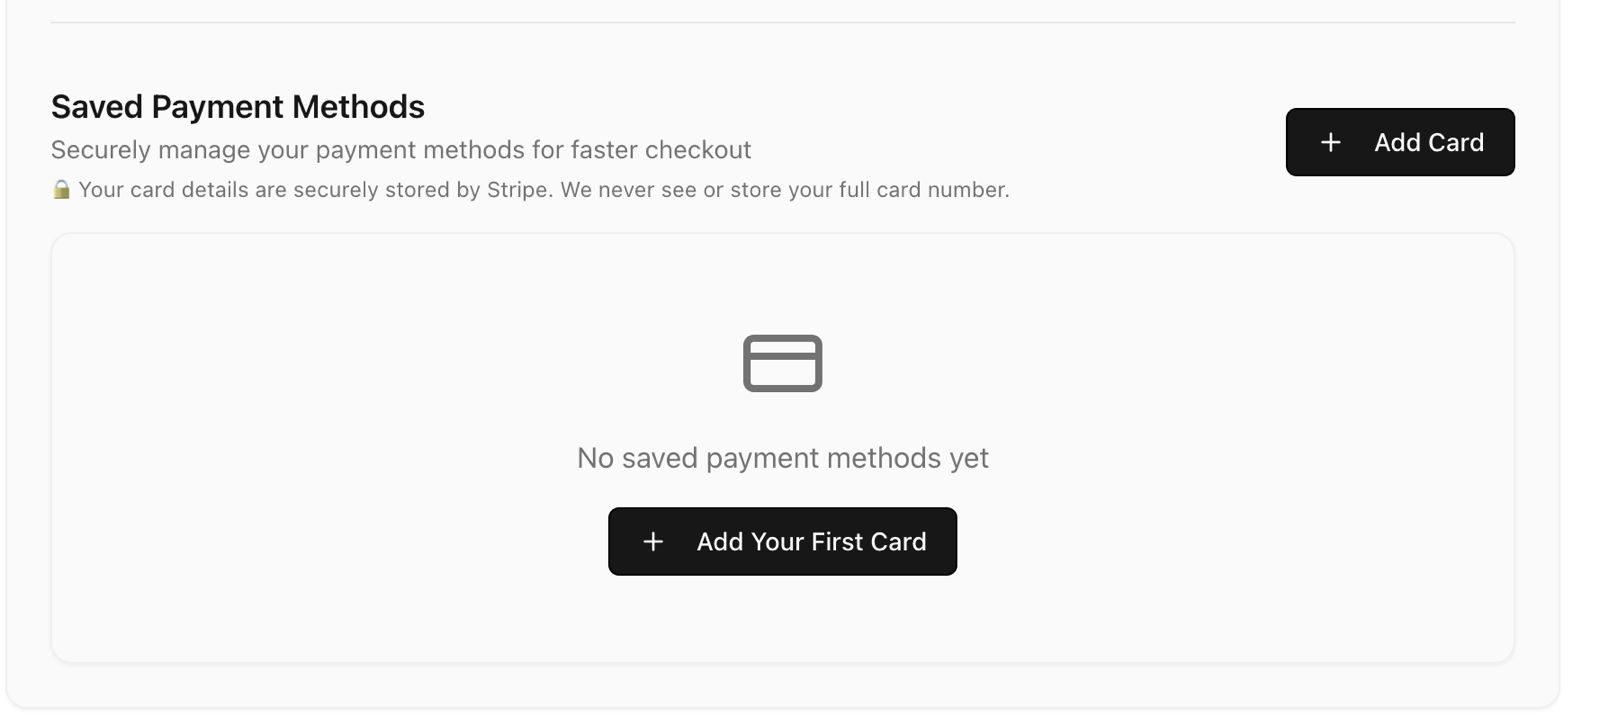 Saved Payment Methods
Securely manage your payment methods for faster checkout
🔒 Your card details are securely stored by Stripe. We never see or store your full card number.
+ Add Card
No saved payment methods yet
+ Add Your First Card